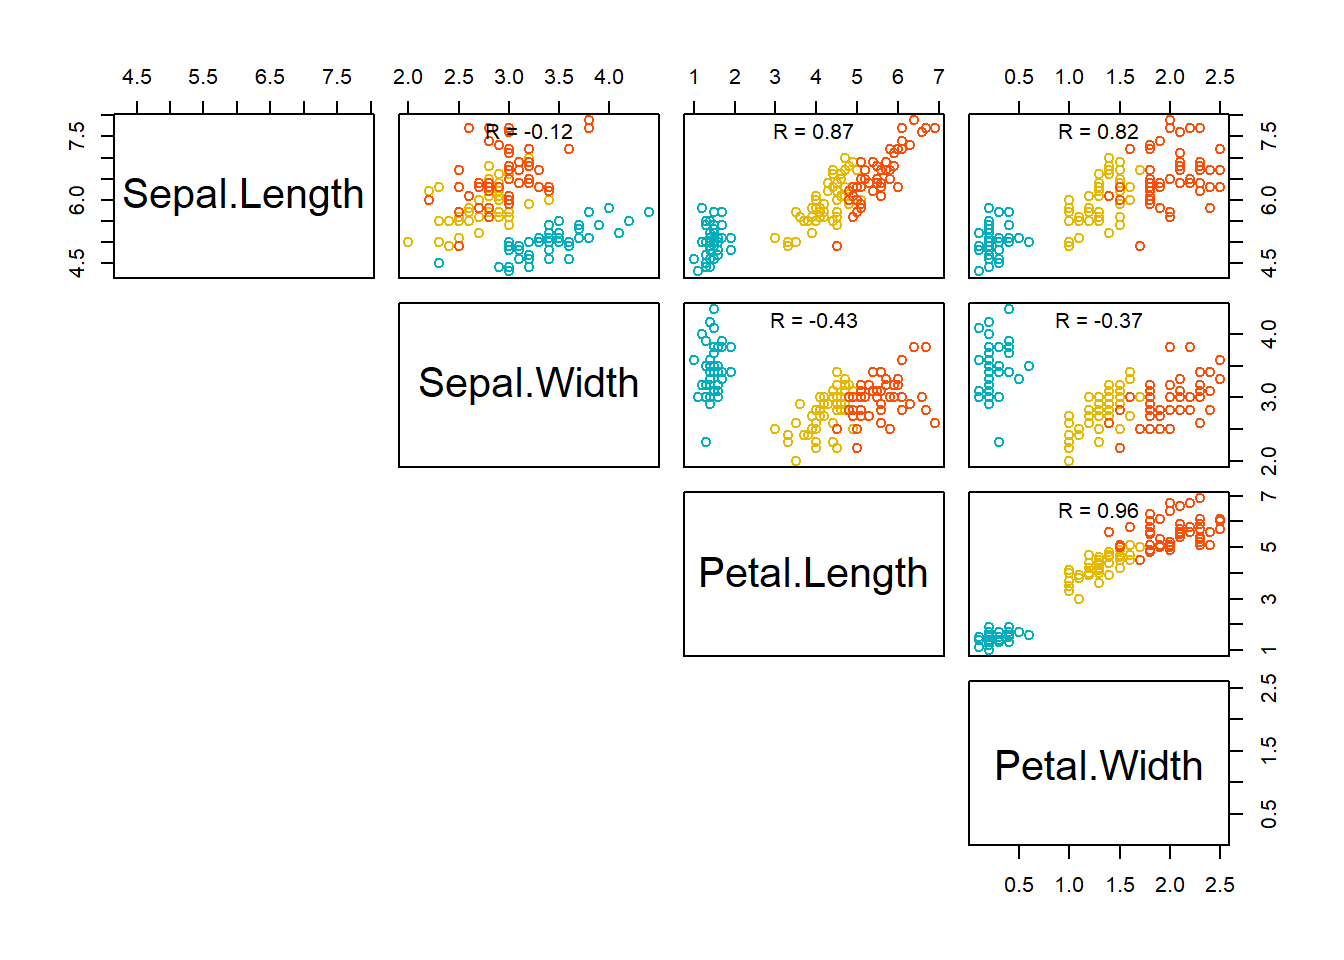 4.5 5.5 6.5 7.5
2.0 2.5 3.0 4.0
1 2 3 4 5 6 7
0.5 1.0 1.5 2.0 2.5
4.5 6.0 7.5
Sepal.Length
R = -0.12
R = 0.87
R = 0.82
4.5 6.0 7.5
Sepal.Width
R = -0.43
R = -0.37
2.0 3.0 4.0
Petal.Length
R = 0.96
1 3 5 7
Petal.Width
0.5 1.5 2.5
0.5 1.0 1.5 2.0 2.5